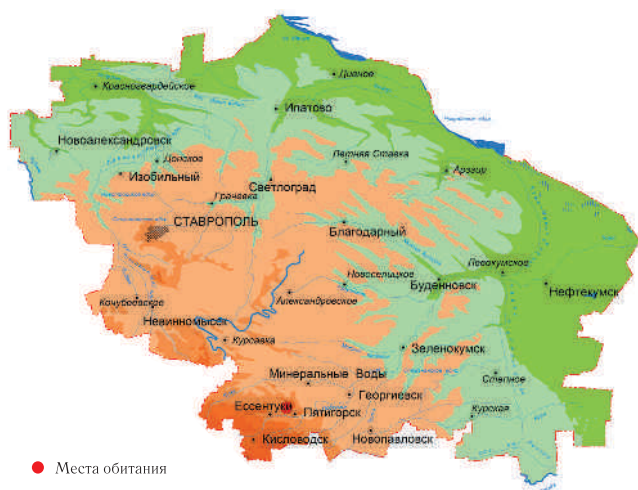 Дивное
Красногвардейское
Ипатово
Новоалександровск
Донское
Летняя Ставка
Арзгир
Изобильный
Светлоград
Грачевка
СТАВРОПОЛЬ
Благодарный
Левокумское
Новоселицкое
Буденновск
Нефтекумск
Кочубеевское
Александровское
Невинномысск
Курсавка
Зеленокумск
Минеральные Воды
Степное
Георгиевск
Ессентуки
Пятигорск
Курская
Кисловодск
Новопавловск
Места обитания